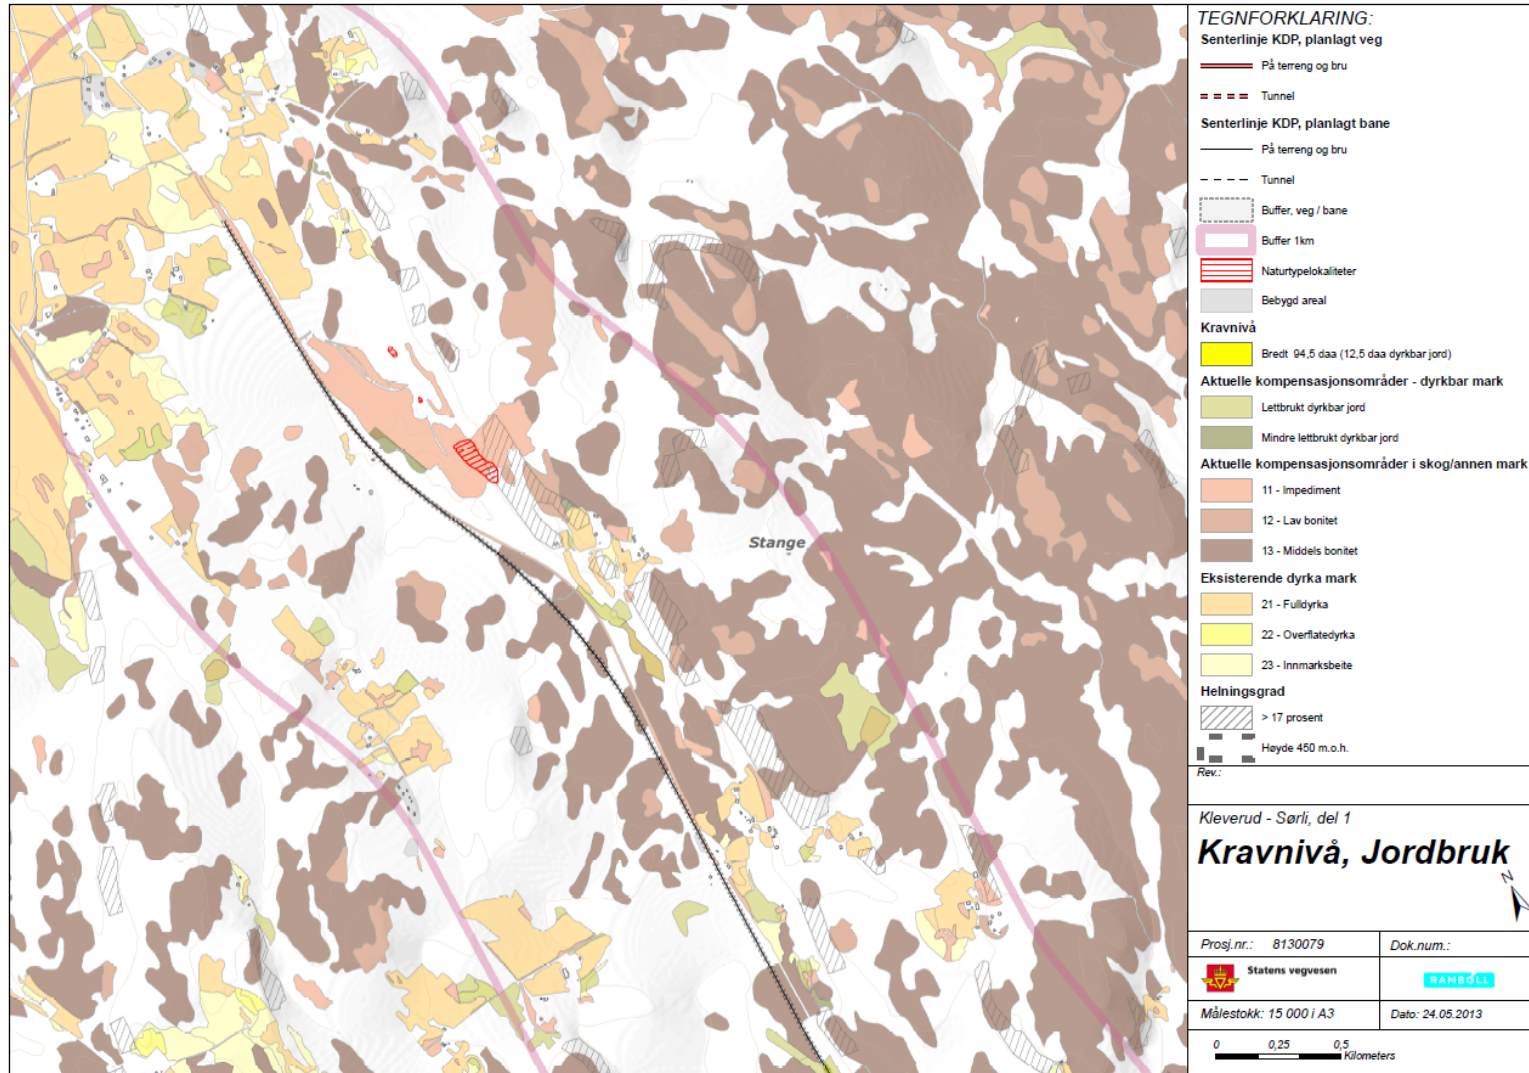 TEGNFORKLARING:
Senterlinje KDP, planlagt veg
På terreng og bru
Tunnel
Senterlinje KDP, planlagt bane
På terreng og bru
Tunnel
Buffer, veg / bane
Buffer 1km
Naturtypelokaliteter
Bebygd areal
Kravnivå
Bredt 94,5 daa (12,5 daa dyrkbar jord)
Aktuelle kompensasjonsområder - dyrkbar mark
Lettbrukt dyrkbar jord
Mindre lettbrukt dyrkbar jord
Aktuelle kompensasjonsområder i skog/annen mark
11 - Impediment
12 - Lav bonitet
13 - Middels bonitet
Eksisterende dyrka mark
21 - Fulldyrka
22 - Overflatedyrka
23 - Innmarksbeite
Helningsgrad
> 17 prosent
Høyde 450 m.o.h.
Rev.:
Kleverud - Sørli, del 1
Kravnivå, Jordbruk
N
Prosj.nr.: 8130079
Dok.num.:
Statens vegvesen
RAMBOLL
Målestokk: 15 000 i A3
Dato: 24.05.2013
0 0,25 0,5
Kilometers
Stange